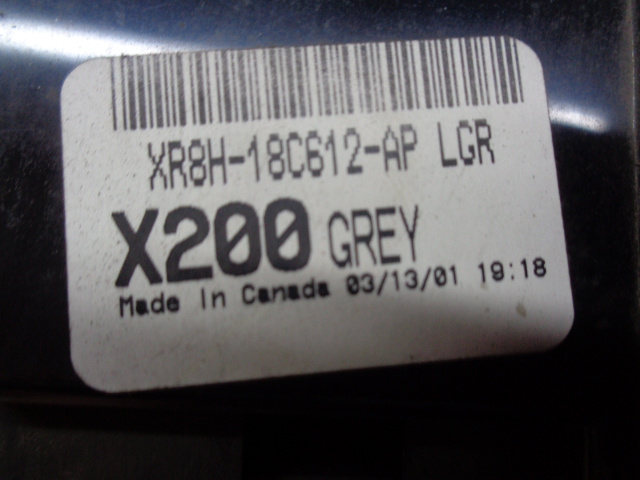 XR8H-18C612-AP LGR
X200 GREY
Made In Canada 03/13/01 19:18